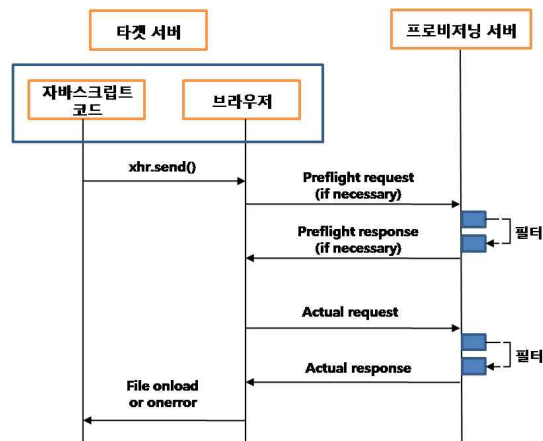 타겟 서버
프로비저닝 서버
자바스크립트
코드
브라우저
xhr.send()
Preflight request
(if necessary)
필터
Preflight response
(if necessary)
Actual request
필터
Actual response
File onload
or onerror